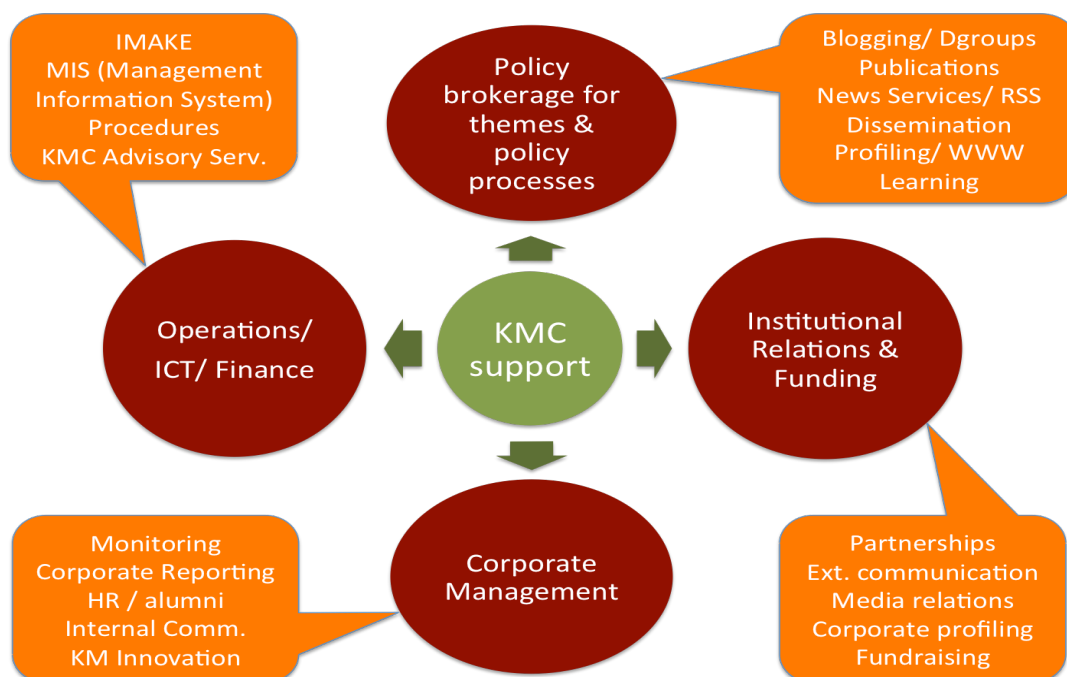 IMAKE
MIS (Management
Information System)
Procedures
KMC Advisory Serv.
Policy
brokerage for
themes &
policy
processes
Blogging/ Dgroups
Publications
News Services/ RSS
Dissemination
Profiling/ WWW
Learning
Operations/
ICT/ Finance
KMC
support
Institutional
Relations &
Funding
Monitoring
Corporate Reporting
HR / alumni
Internal Comm.
KM Innovation
Corporate
Management
Partnerships
Ext. communication
Media relations
Corporate profiling
Fundraising